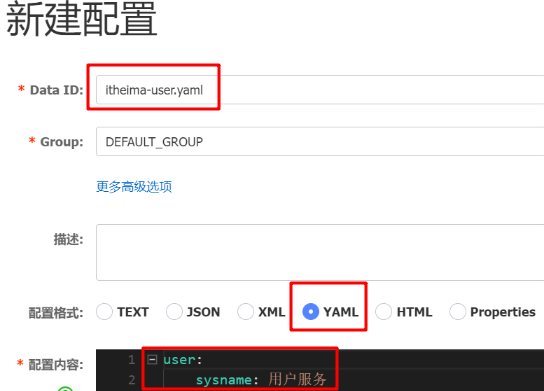 新建配置
* Data ID: itheima-user.yaml
* Group: DEFAULT_GROUP
更多高级选项
描述:
配置格式: TEXT JSON XML YAML HTML Properties
* 配置内容: 1 user:
2 sysname: 用户服务